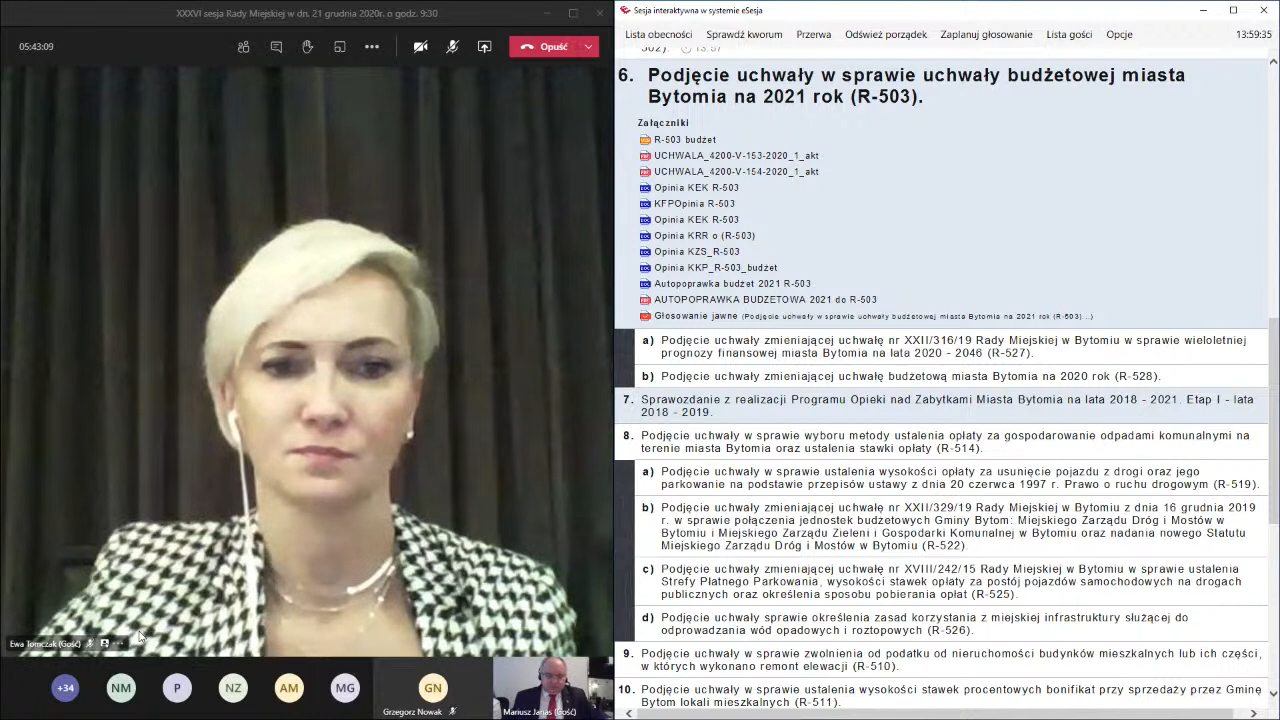 XXXVI sesja Rady Miejskiej w dn. 21 grudnia 2020r. o godz. 9:30
05:43:09
Opuść
Ewa Tomczak (Gość)
+34
NM
P
NZ
AM
MG
GN
Grzegorz Nowak
Mariusz Janas (Gość)
Sesja interaktywna w systemie eSesja
Lista obecności Sprawdź kworum Przerwa Odśwież porządek Zaplanuj głosowanie Lista gości Opcje 13:59:35
6. Podjęcie uchwały w sprawie uchwały budżetowej miasta
Bytomia na 2021 rok (R-503).
Załączniki
R-503 budżet
UCHWALA_4200-V-153-2020_1_akt
UCHWALA_4200-V-154-2020_1_akt
Opinia KEK R-503
KFPOpinia R-503
Opinia KEK R-503
Opinia KRR o (R-503)
Opinia KZS_R-503
Opinia KKP_R-503_budżet
Autopoprawka budżet 2021 R-503
AUTOPOPRAWKA BUDZETOWA 2021 do R-503
Głosowanie jawne (Podjęcie uchwały w sprawie uchwały budżetowej miasta Bytomia na 2021 rok (R-503)...)
a) Podjęcie uchwały zmieniającej uchwałę nr XXII/316/19 Rady Miejskiej w Bytomiu w sprawie wieloletniej
prognozy finansowej miasta Bytomia na lata 2020 - 2046 (R-527).
b) Podjęcie uchwały zmieniającej uchwałę budżetową miasta Bytomia na 2020 rok (R-528).
7. Sprawozdanie z realizacji Programu Opieki nad Zabytkami Miasta Bytomia na lata 2018 - 2021. Etap I - lata
2018 - 2019.
8. Podjęcie uchwały w sprawie wyboru metody ustalenia opłaty za gospodarowanie odpadami komunalnymi na
terenie miasta Bytomia oraz ustalenia stawki opłaty (R-514).
a) Podjęcie uchwały w sprawie ustalenia wysokości opłaty za usunięcie pojazdu z drogi oraz jego
parkowanie na podstawie przepisów ustawy z dnia 20 czerwca 1997 r. Prawo o ruchu drogowym (R-519).
b) Podjęcie uchwały zmieniającej uchwałę nr XXII/329/19 Rady Miejskiej w Bytomiu z dnia 16 grudnia 2019
r. w sprawie połączenia jednostek budżetowych Gminy Bytom: Miejskiego Zarządu Dróg i Mostów w
Bytomiu i Miejskiego Zarządu Zieleni i Gospodarki Komunalnej w Bytomiu oraz nadania nowego Statutu
Miejskiego Zarządu Dróg i Mostów w Bytomiu (R-522).
c) Podjęcie uchwały zmieniającej uchwałę nr XVIII/242/15 Rady Miejskiej w Bytomiu w sprawie ustalenia
Strefy Płatnego Parkowania, wysokości stawek opłaty za postój pojazdów samochodowych na drogach
publicznych oraz określenia sposobu pobierania opłat (R-525).
d) Podjęcie uchwały sprawie określenia zasad korzystania z miejskiej infrastruktury służącej do
odprowadzania wód opadowych i roztopowych (R-526).
9. Podjęcie uchwały w sprawie zwolnienia od podatku od nieruchomości budynków mieszkalnych lub ich części,
w których wykonano remont elewacji (R-510).
10. Podjęcie uchwały w sprawie ustalenia wysokości stawek procentowych bonifikat przy sprzedaży przez Gminę
Bytom lokali mieszkalnych (R-511).